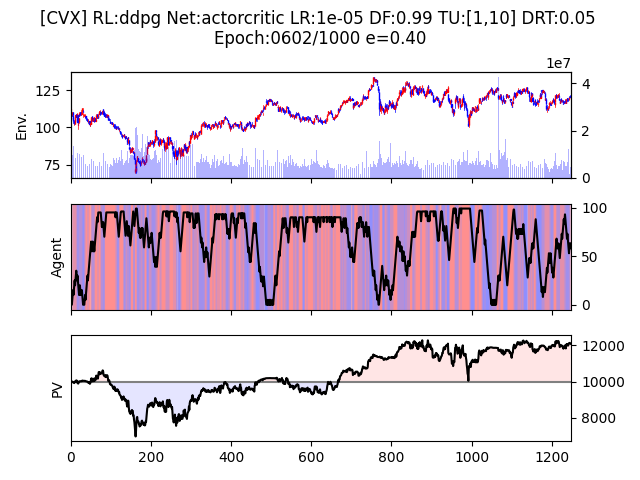 [CVX] RL:ddpg Net:actorcritic LR:1e-05 DF:0.99 TU:[1,10] DRT:0.05
Epoch:0602/1000 e=0.40
1e7
125
100
75
Env.
4
2
0
Agent
100
50
0
PV
12000
10000
8000
0 200 400 600 800 1000 1200